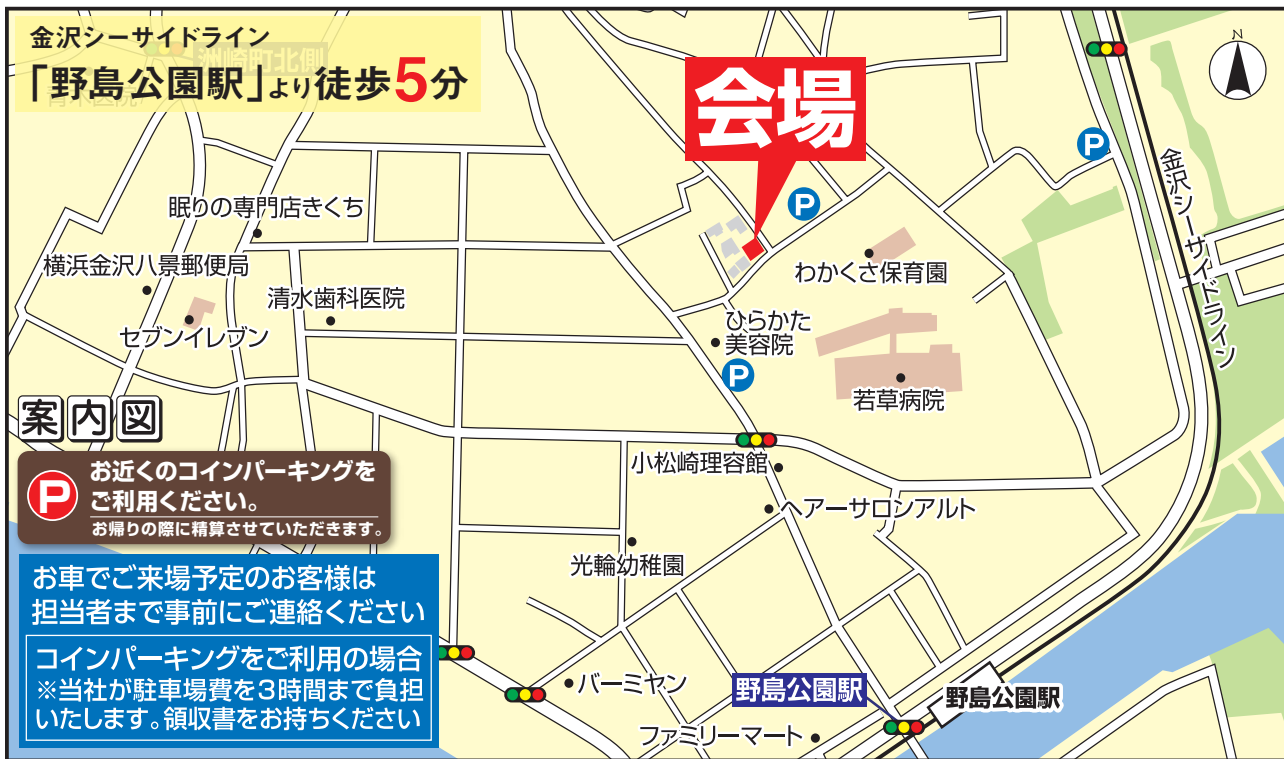 金沢シーサイドライン
「野島公園駅」より徒歩5分
洲崎町北側
青木医院
会場
N
P
金沢シーサイドライン
眠りの専門店きくち
P
横浜金沢八景郵便局
わかくさ保育園
清水歯科医院
セブンイレブン
ひらかた
美容院
P
若草病院
案内図
小松崎理容館
P
お近くのコインパーキングを
ご利用ください。
お帰りの際に精算させていただきます。
ヘアーサロンアルト
光輪幼稚園
お車でご来場予定のお客様は
担当者まで事前にご連絡ください
コインパーキングをご利用の場合
※当社が駐車場費を3時間まで負担
いたします。領収書をお持ちください
バーミヤン
野島公園駅
野島公園駅
ファミリーマート